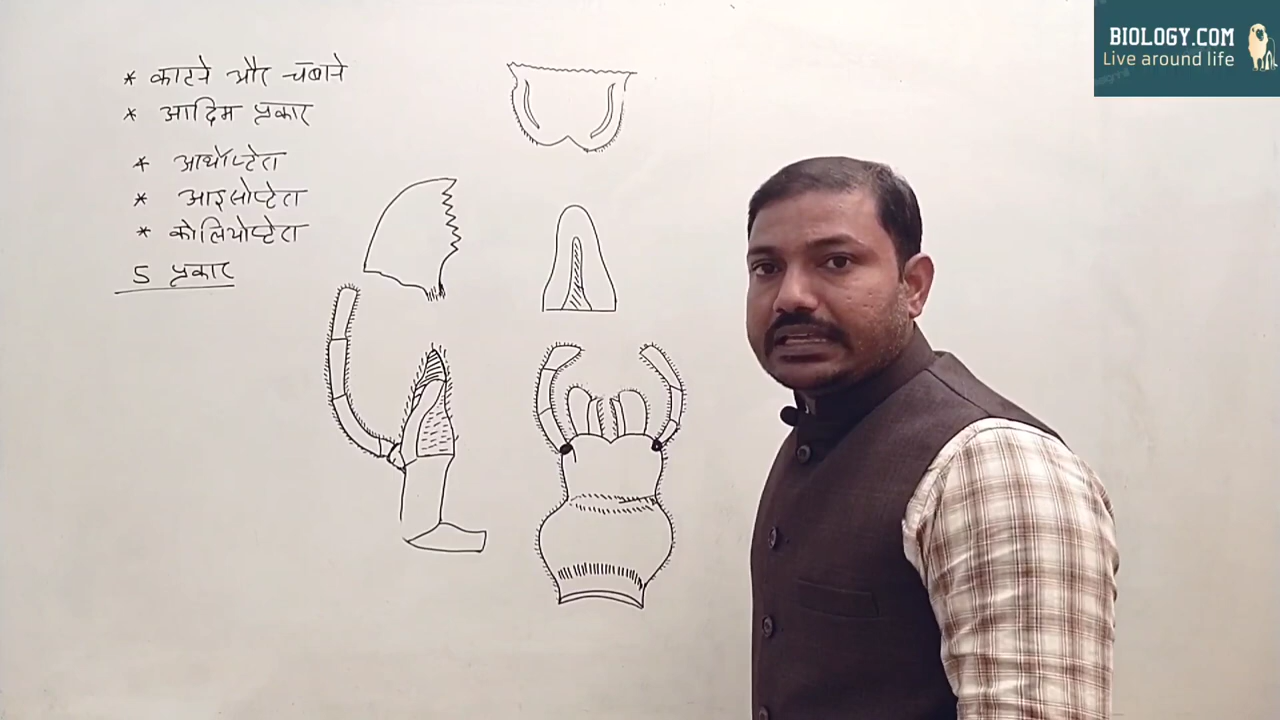 * काटने और चबाने
* आदिम प्रकार
* आर्थोप्टेरा
* आइसोप्टेरा
* कोलियोप्टेरा
5 प्रकार
BIOLOGY.COM
Live around life